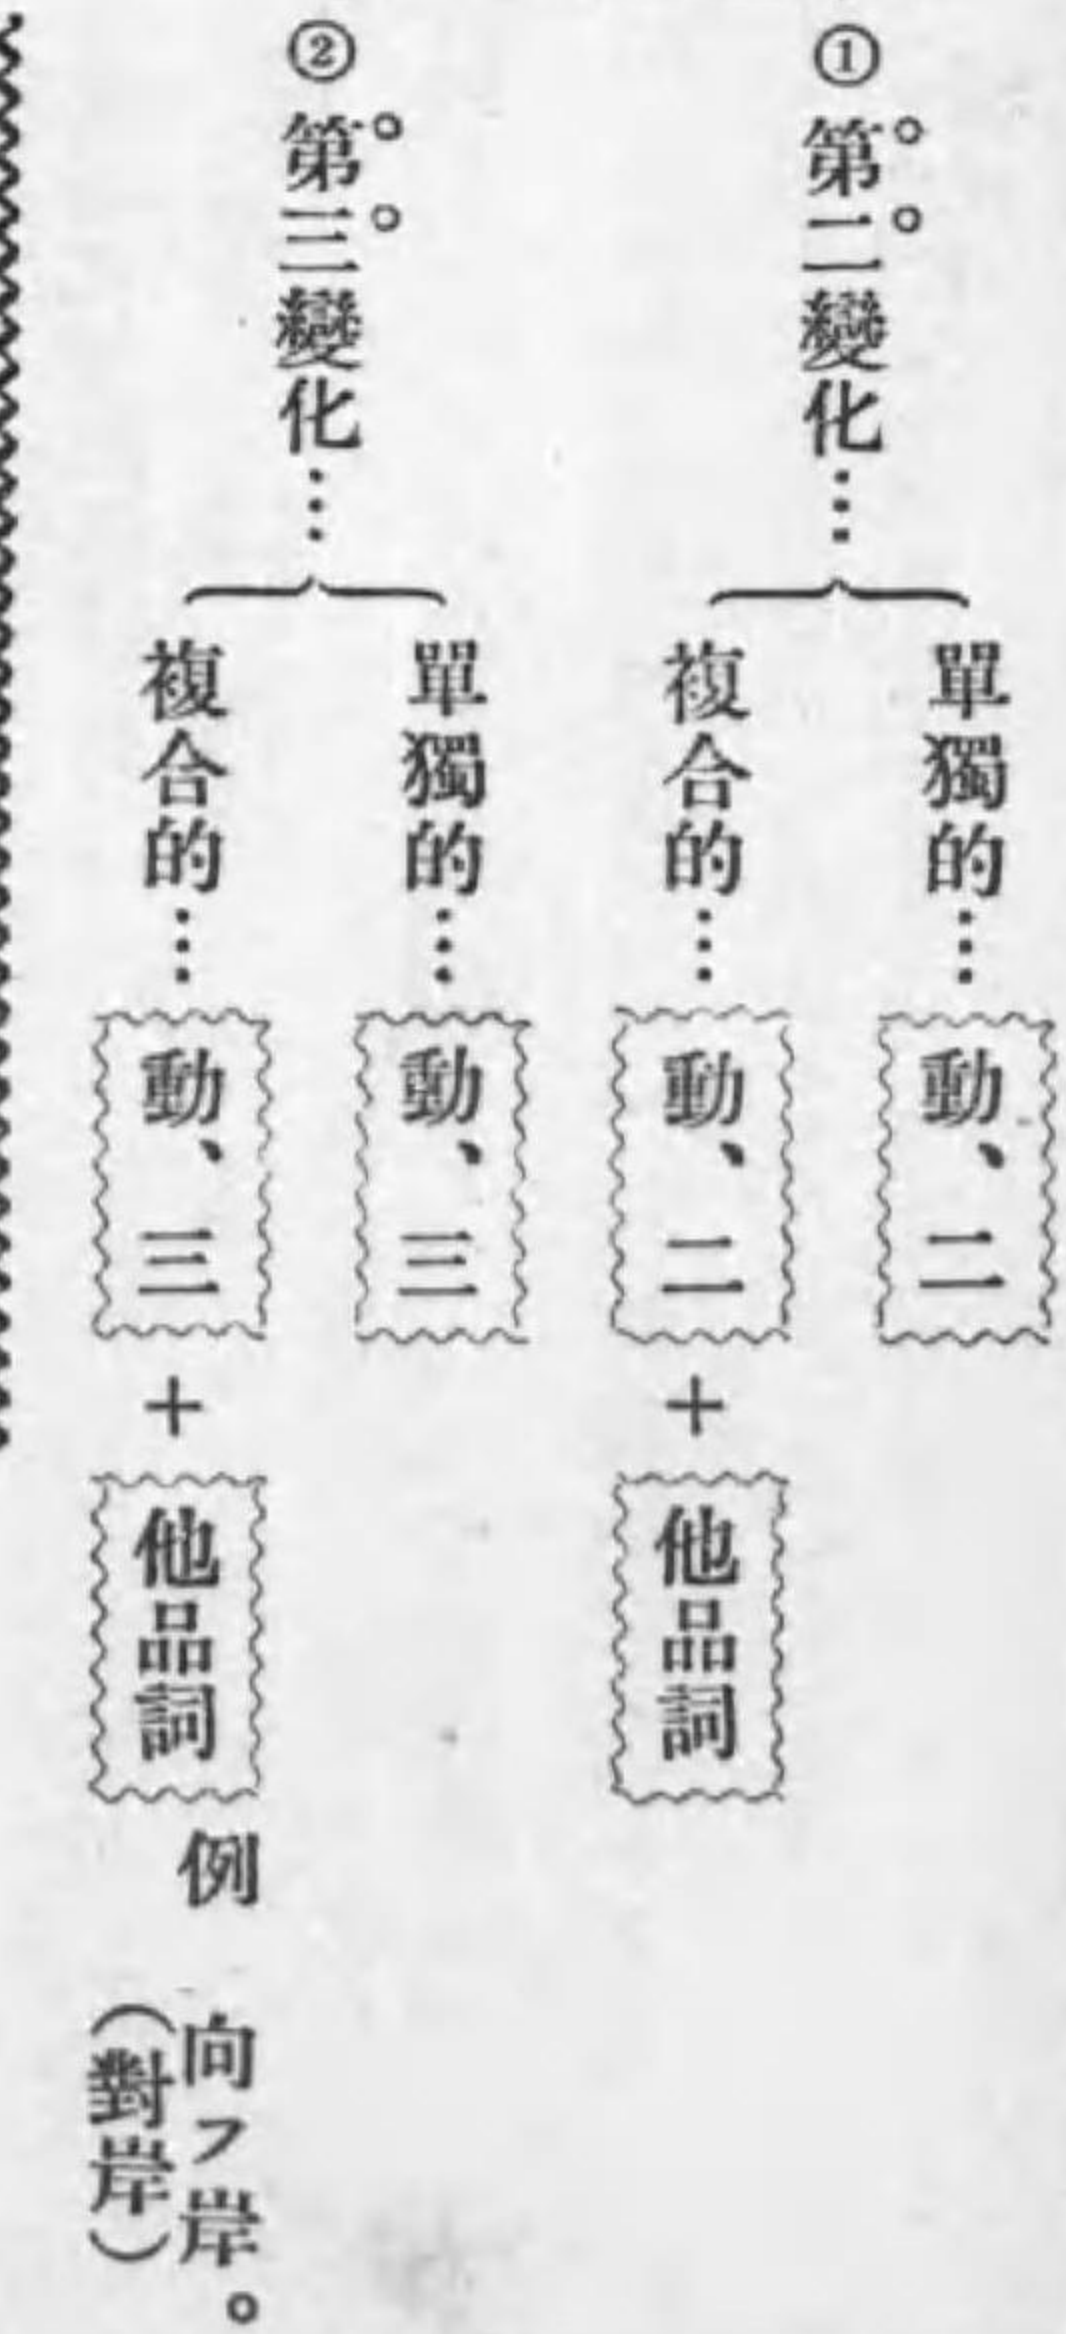 ①第二變化…
單獨的…動、二
複合的…動、二+他品詞
②第三變化…
單獨的…動、三
複合的…動、三+他品詞
例 向フ岸。
(對岸)